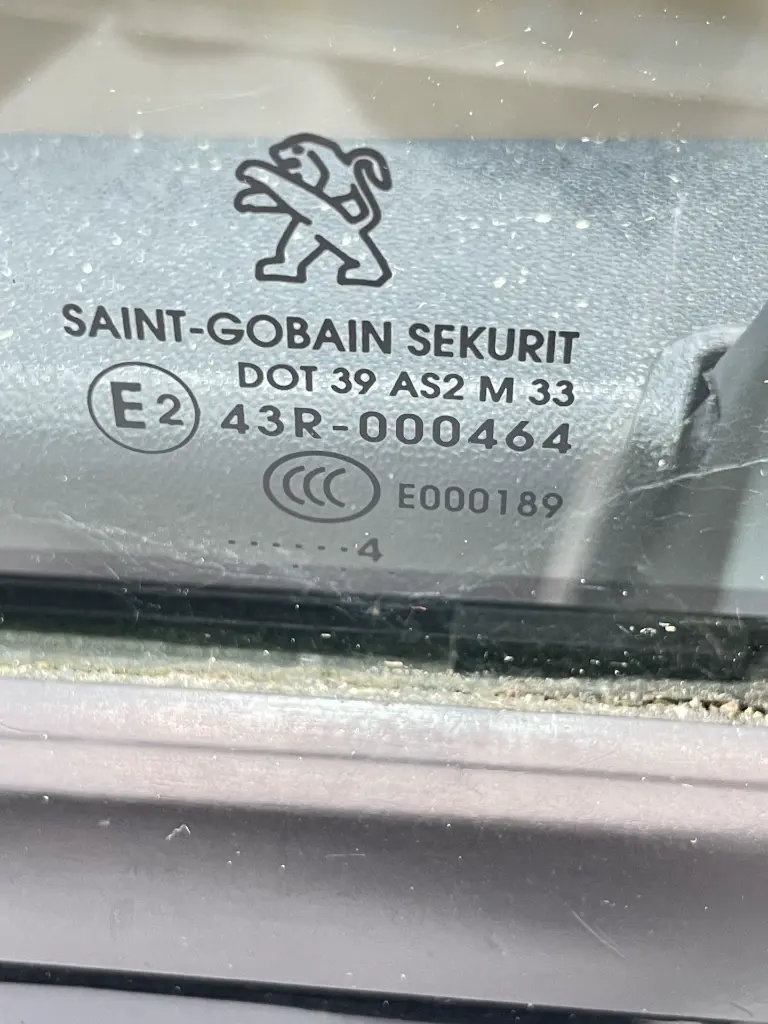 SAINT-GOBAIN SEKURIT
DOT 39 AS2 M 33
E2 43R-000464
CCC E000189
· · · · · · 4